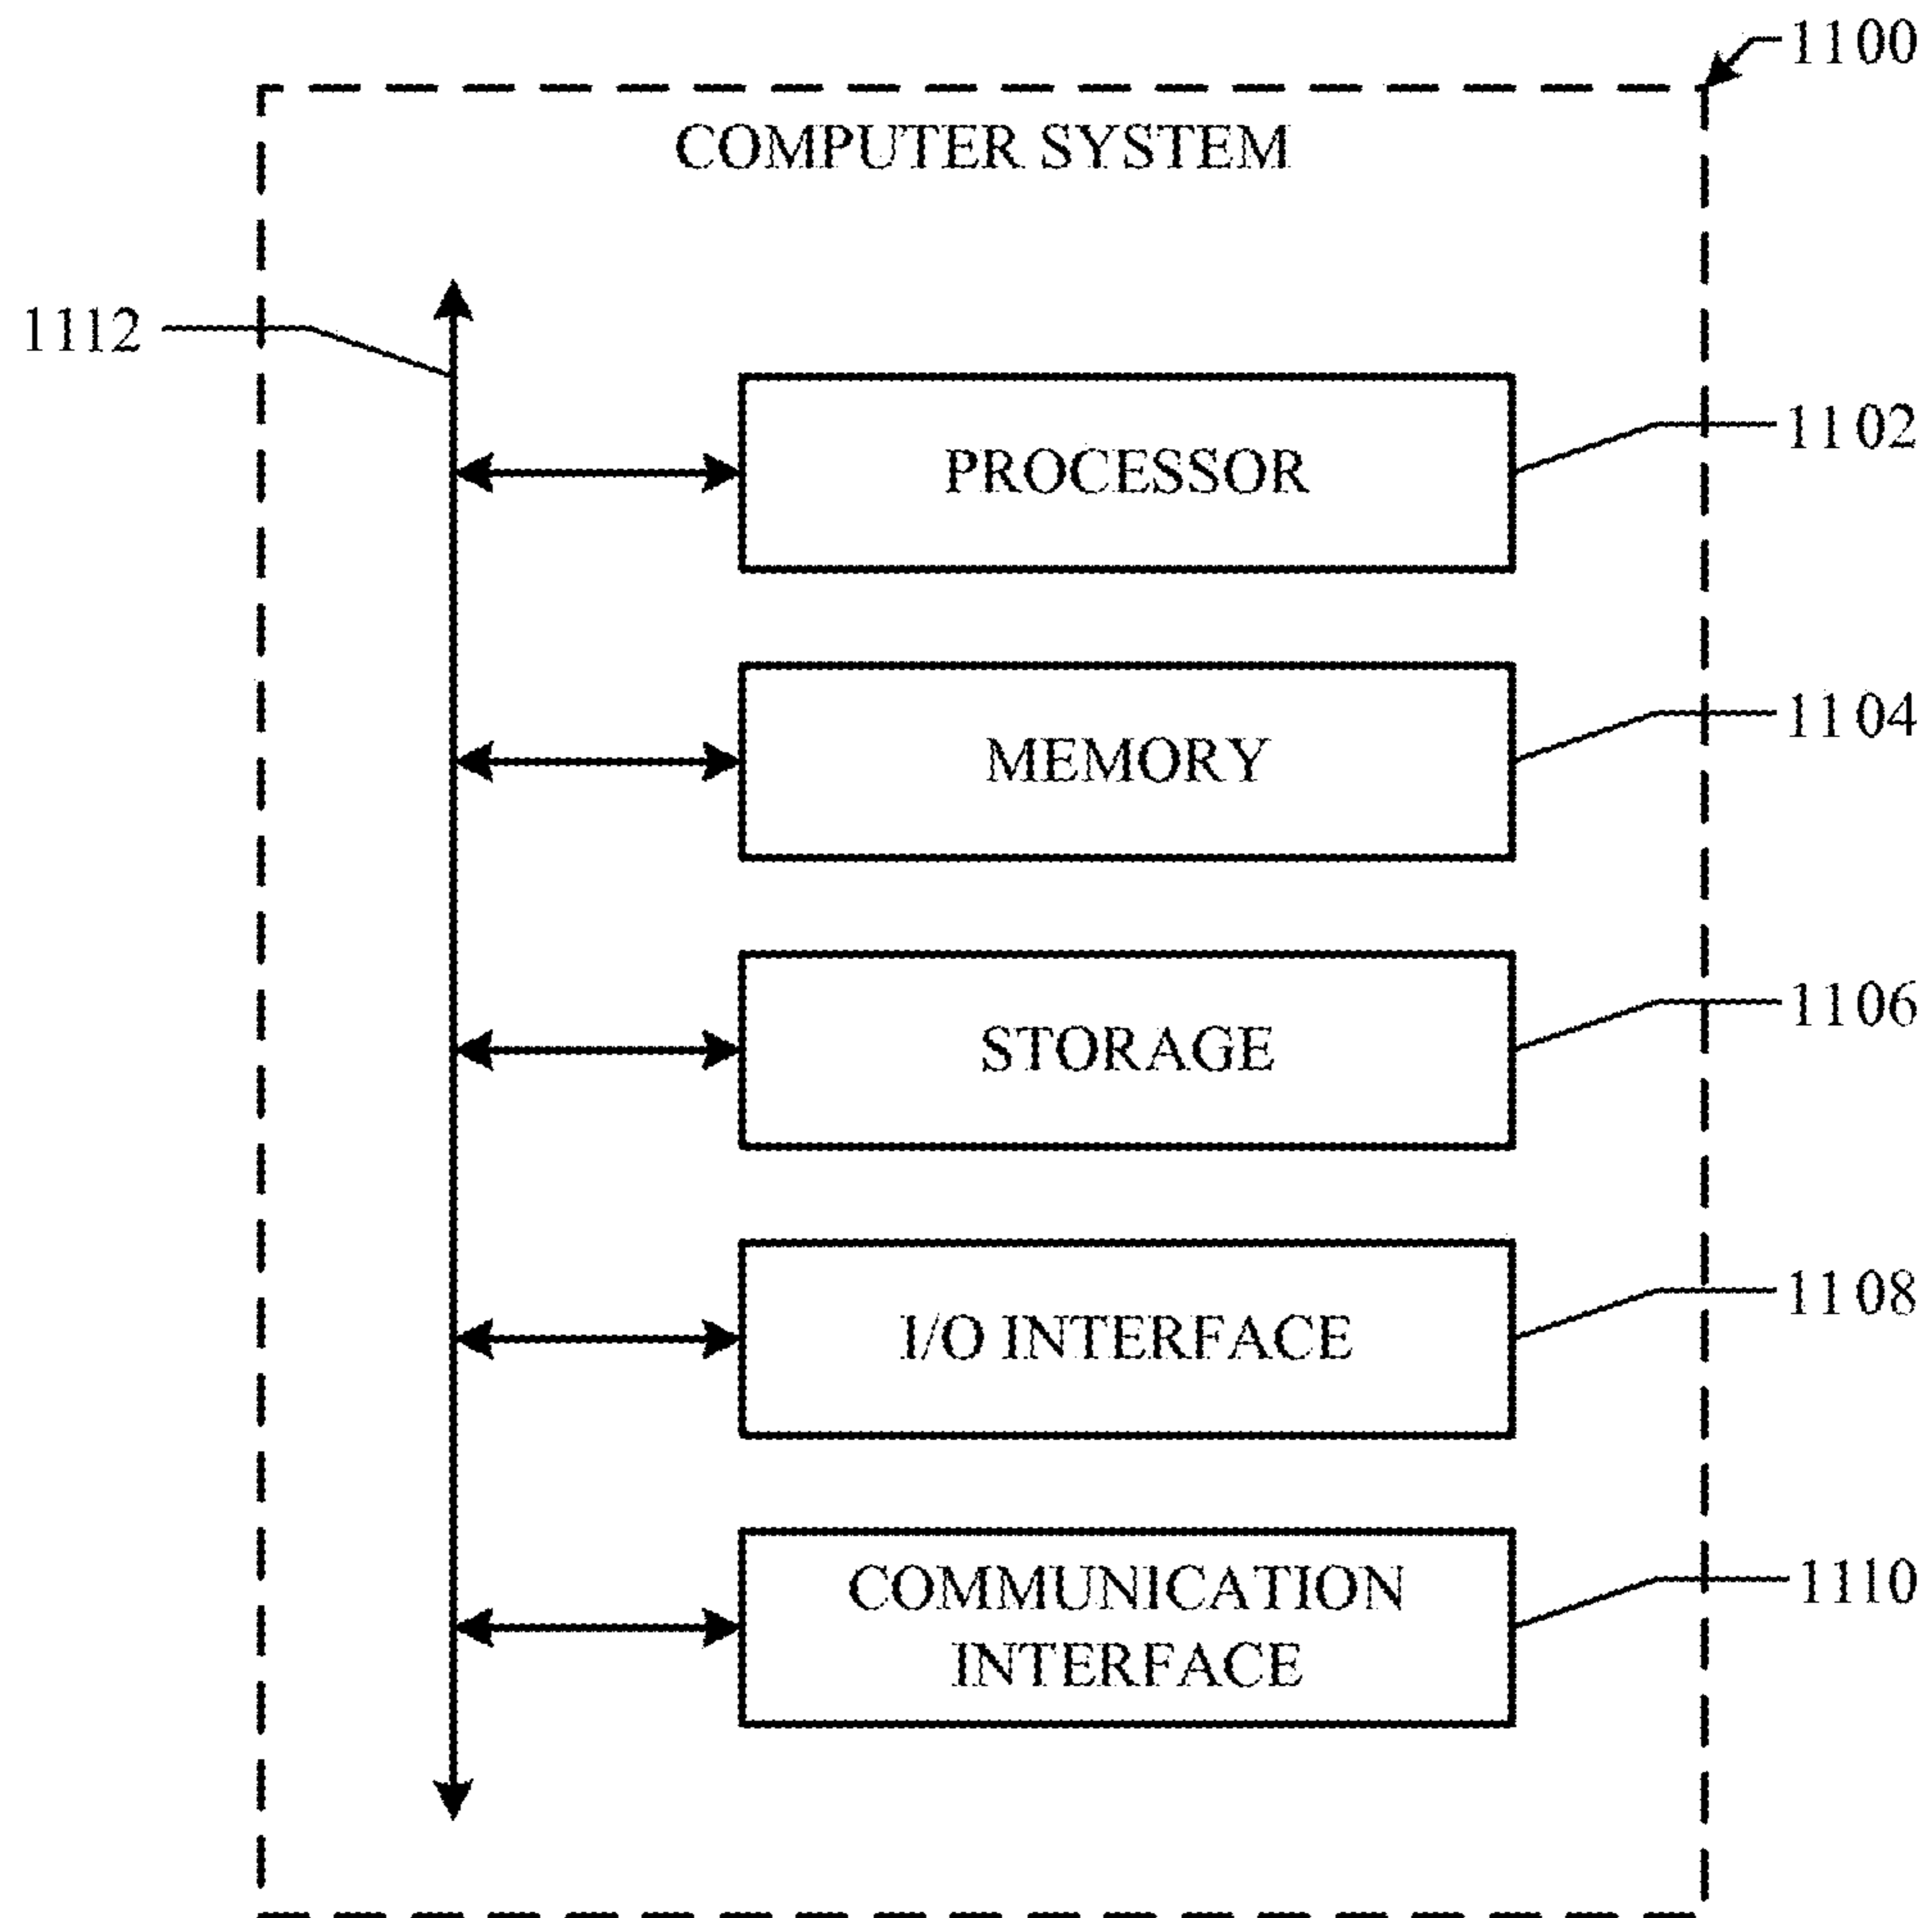 1100
COMPUTER SYSTEM
1112
PROCESSOR
1102
MEMORY
1104
STORAGE
1106
I/O INTERFACE
1108
COMMUNICATION
INTERFACE
1110